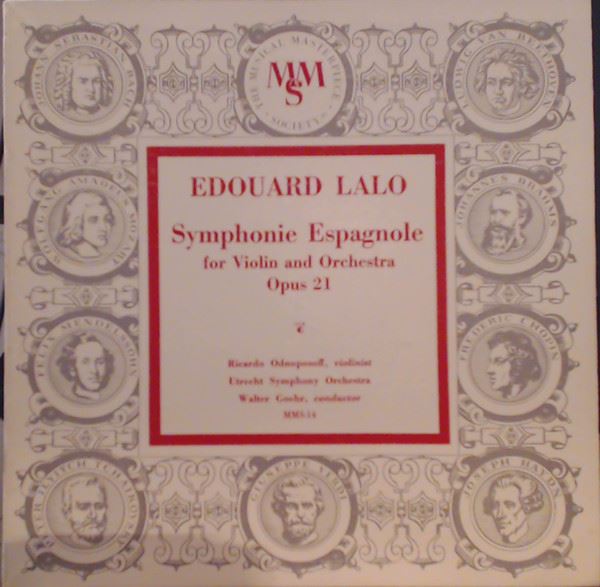 JOHANN SEBASTIAN BACH
THE MUSICAL MASTERPIECE SOCIETY
MMS
LUDWIG VAN BEETHOVEN
WOLFGANG AMADEUS MOZART
JOHANNES BRAHMS
EDOUARD LALO
Symphonie Espagnole
for Violin and Orchestra
Opus 21
Ricardo Odnoposoff, violinist
Utrecht Symphony Orchestra
Walter Goehr, conductor
MMS-14
FELIX MENDELSSOHN
FREDERIC CHOPIN
PETER ILYITCH TCHAIKOVSKY
GIUSEPPE VERDI
JOSEPH HAYDN